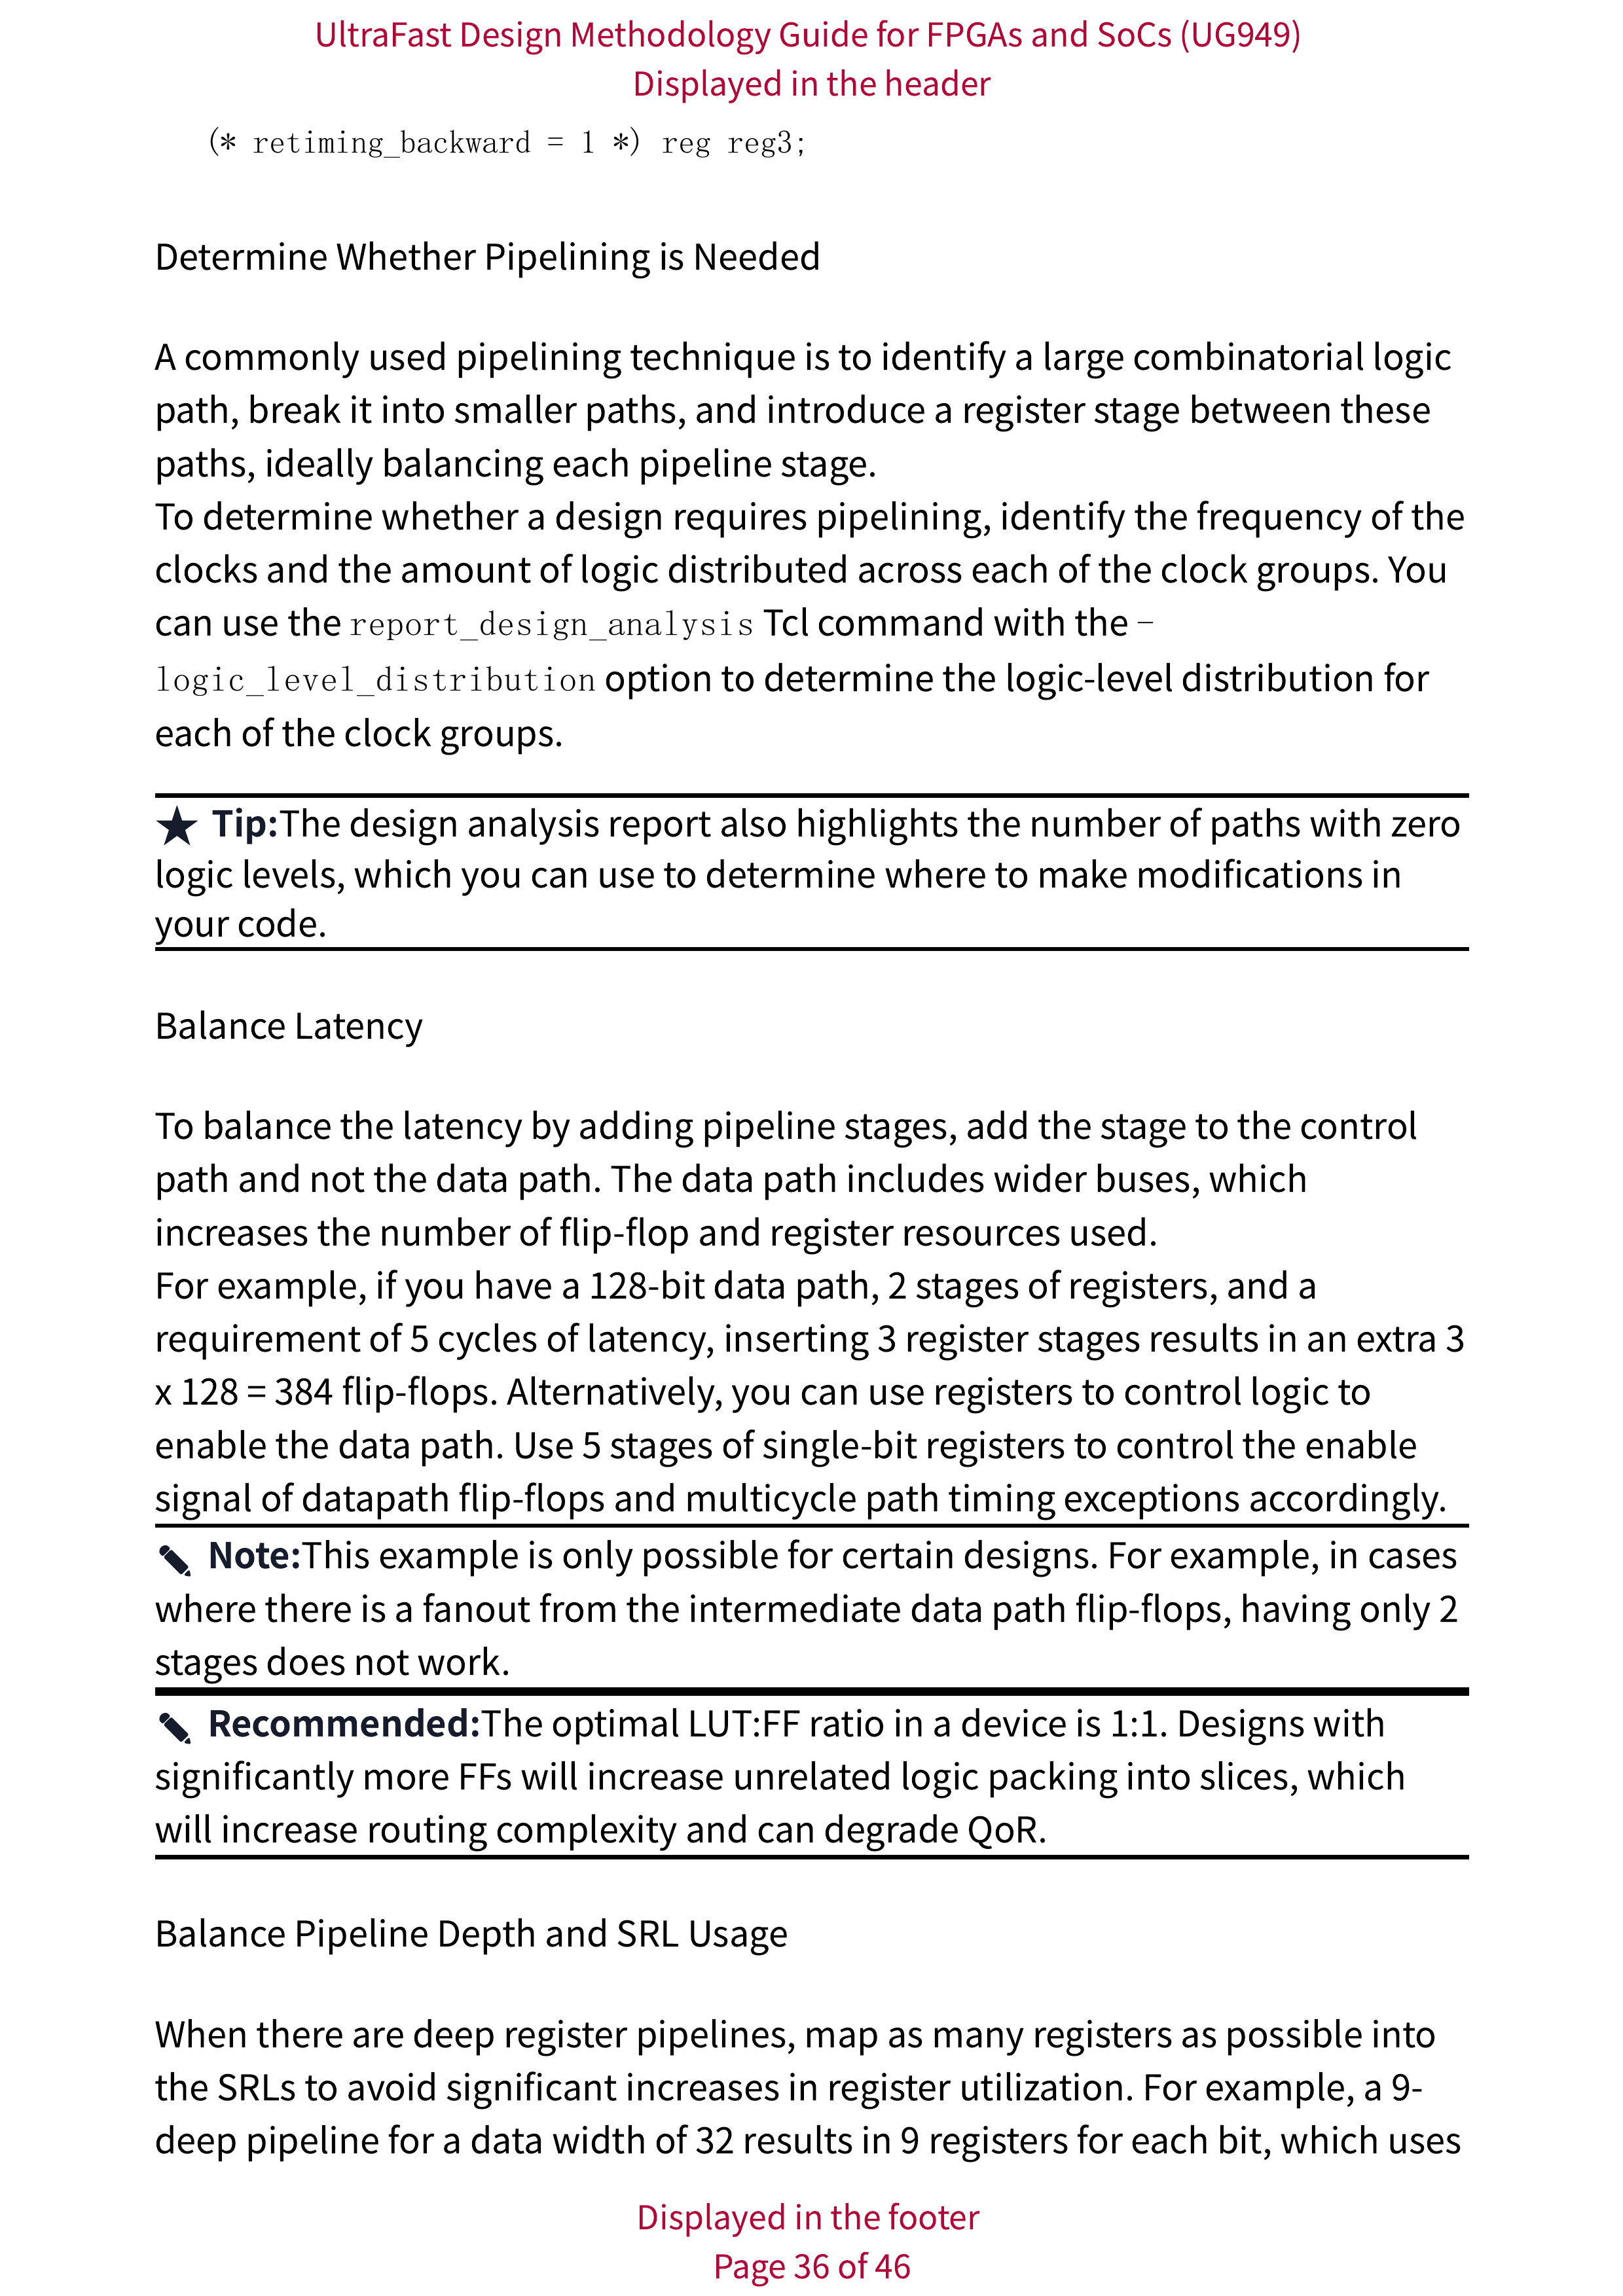 UltraFast Design Methodology Guide for FPGAs and SoCs (UG949)
Displayed in the header
(* retiming_backward = 1 *) reg reg3;
Determine Whether Pipelining is Needed
A commonly used pipelining technique is to identify a large combinatorial logic
path, break it into smaller paths, and introduce a register stage between these
paths, ideally balancing each pipeline stage.
To determine whether a design requires pipelining, identify the frequency of the
clocks and the amount of logic distributed across each of the clock groups. You
can use the report_design_analysis Tcl command with the -
logic_level_distribution option to determine the logic-level distribution for
each of the clock groups.
★ Tip:The design analysis report also highlights the number of paths with zero
logic levels, which you can use to determine where to make modifications in
your code.
Balance Latency
To balance the latency by adding pipeline stages, add the stage to the control
path and not the data path. The data path includes wider buses, which
increases the number of flip-flop and register resources used.
For example, if you have a 128-bit data path, 2 stages of registers, and a
requirement of 5 cycles of latency, inserting 3 register stages results in an extra 3
x 128 = 384 flip-flops. Alternatively, you can use registers to control logic to
enable the data path. Use 5 stages of single-bit registers to control the enable
signal of datapath flip-flops and multicycle path timing exceptions accordingly.
Note:This example is only possible for certain designs. For example, in cases
where there is a fanout from the intermediate data path flip-flops, having only 2
stages does not work.
Recommended:The optimal LUT:FF ratio in a device is 1:1. Designs with
significantly more FFs will increase unrelated logic packing into slices, which
will increase routing complexity and can degrade QoR.
Balance Pipeline Depth and SRL Usage
When there are deep register pipelines, map as many registers as possible into
the SRLs to avoid significant increases in register utilization. For example, a 9-
deep pipeline for a data width of 32 results in 9 registers for each bit, which uses
Displayed in the footer
Page 36 of 46